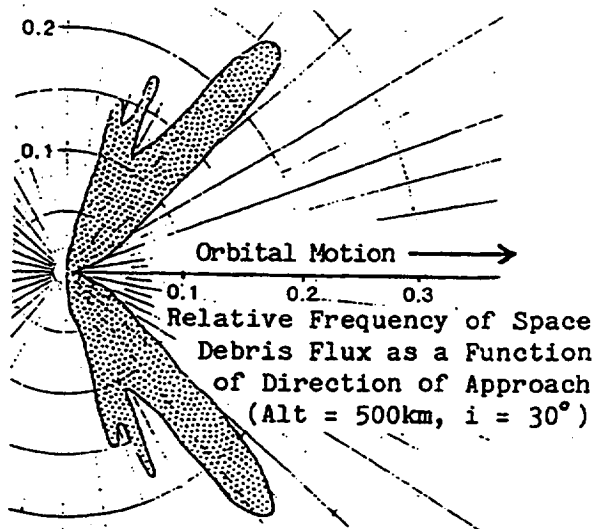 0.2
0.1
Orbital Motion
0.1 0.2 0.3
Relative Frequency of Space
Debris Flux as a Function
of Direction of Approach
(Alt = 500km, i = 30°)